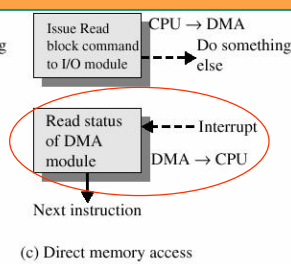 Issue Read
block command
to I/O module
CPU → DMA
g
Do something
else
Read status
of DMA
module
Interrupt
DMA → CPU
Next instruction
(c) Direct memory access